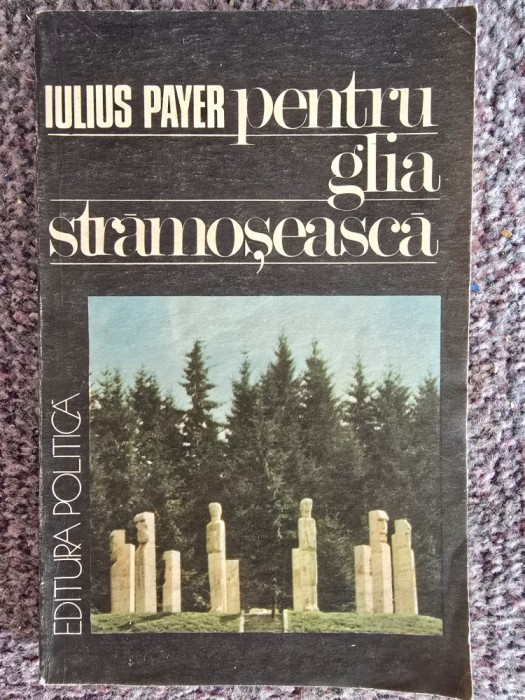 IULIUS PAYER pentru
glia
strămoșească
EDITURA POLITICĂ